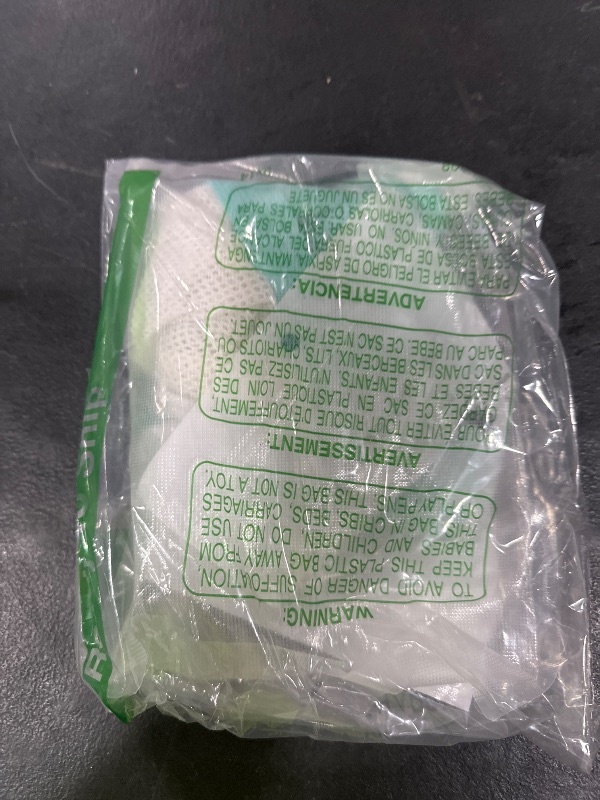 WARNING:
TO AVOID DANGER OF SUFFOATION,
KEEP THIS PLASTIC BAG AWAY FROM
BABIES AND CHILDREN. DO NOT USE
THIS BAG IN CRIBS, BEDS, CARRIAGES
OR PLAY PENS. THIS BAG IS NOT A TOY.
AVERTISSEMENT:
POUR EVITER TOUT RISQUE D'ETOUFFEMENT,
GARDEZ CE SAC EN PLASTIQUE LOIN DES
BEBES ET LES ENFANTS. N'UTILISEZ PAS CE
SAC DANS LES BERCEAUX, LITS, CHARIOTS OU
PARC AU BEBE. CE SAC N'EST PAS UN JOUET.
ADVERTENCIA:
PARA EVITAR EL PELIGRO DE ASFIXIA MANTENGA
ESTA BOLSA DE PLASTICO FUERA DEL ALCANCE DE
BEBES Y NINOS. NO USAR ESTA BOLSA EN
CAMAS, CARRIOLAS O CORRALES PARA
BEBES. ESTA BOLSA NO ES UN JUGUETE
Ship